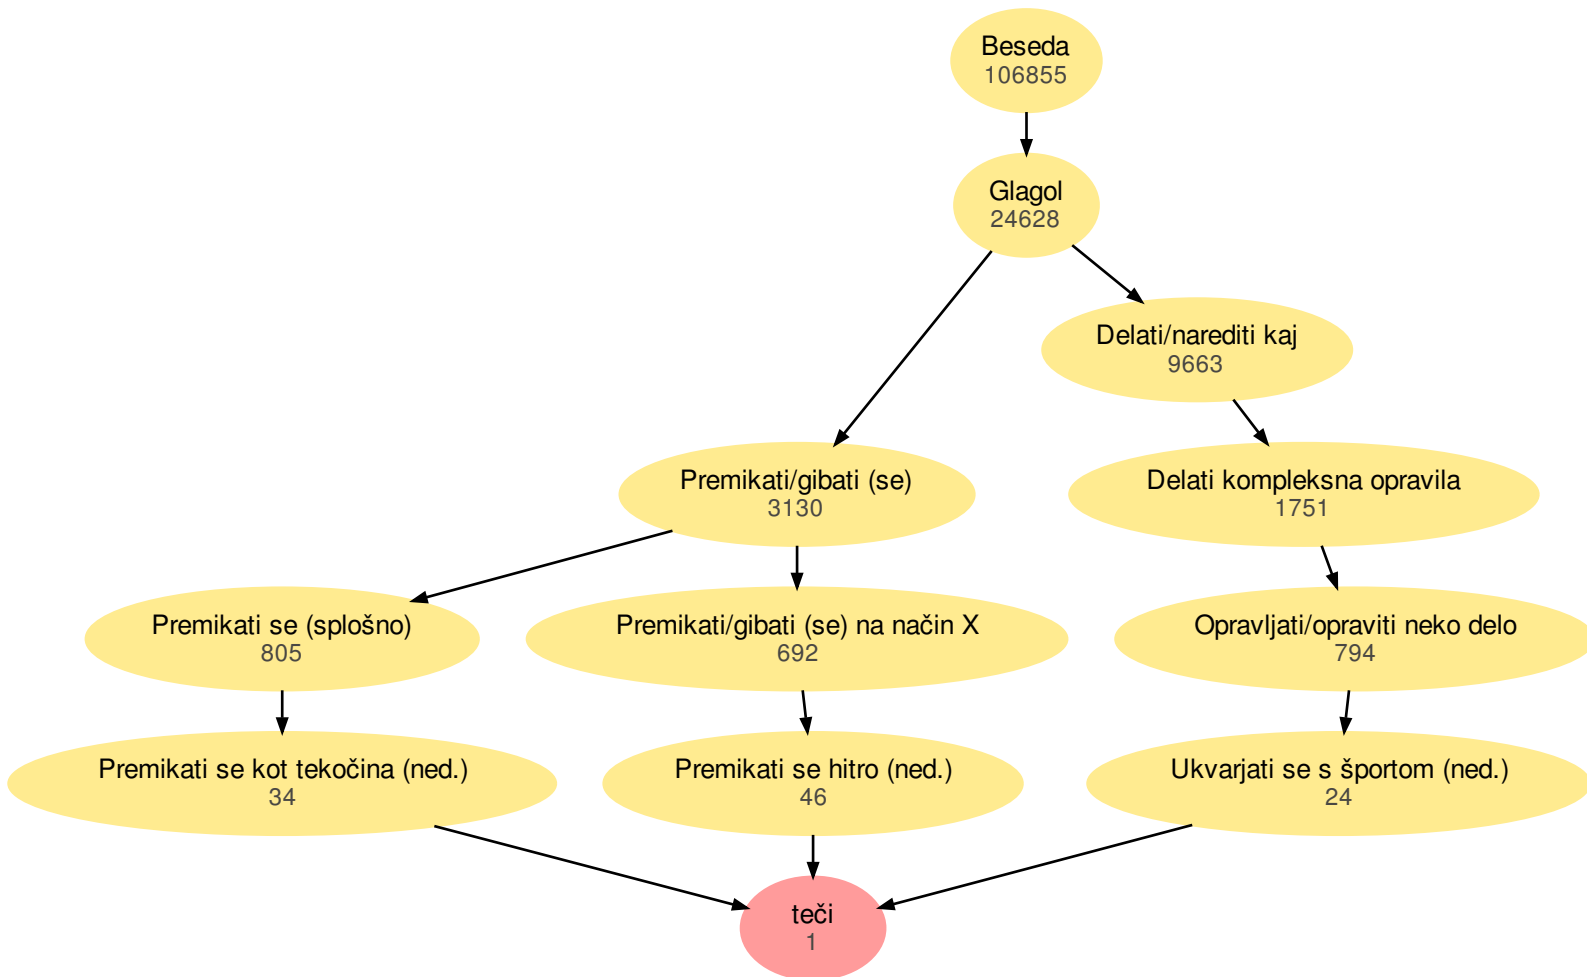 Beseda
106855
Glagol
24628
Delati/narediti kaj
9663
Premikati/gibati (se)
3130
Delati kompleksna opravila
1751
Premikati se (splošno)
805
Premikati/gibati (se) na način X
692
Opravljati/opraviti neko delo
794
Premikati se kot tekočina (ned.)
34
Premikati se hitro (ned.)
46
Ukvarjati se s športom (ned.)
24
teči
1